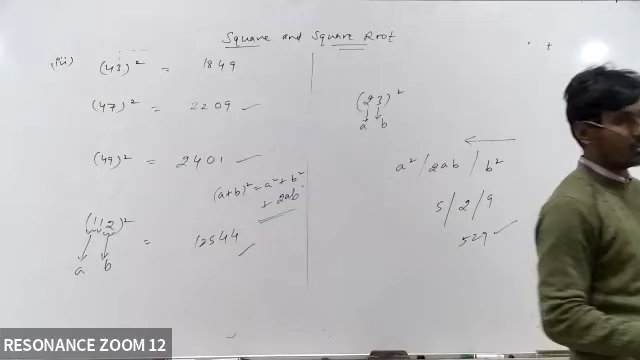 Square and Square Root
(iii) (43)² = 1849
(47)² = 2209
(49)² = 2401
(a+b)² = a² + b²
+ 2ab
(112)² = 12544
a b
(23)²
a b
a² / 2ab / b²
5 / 2 / 9
529
RESONANCE ZOOM 12